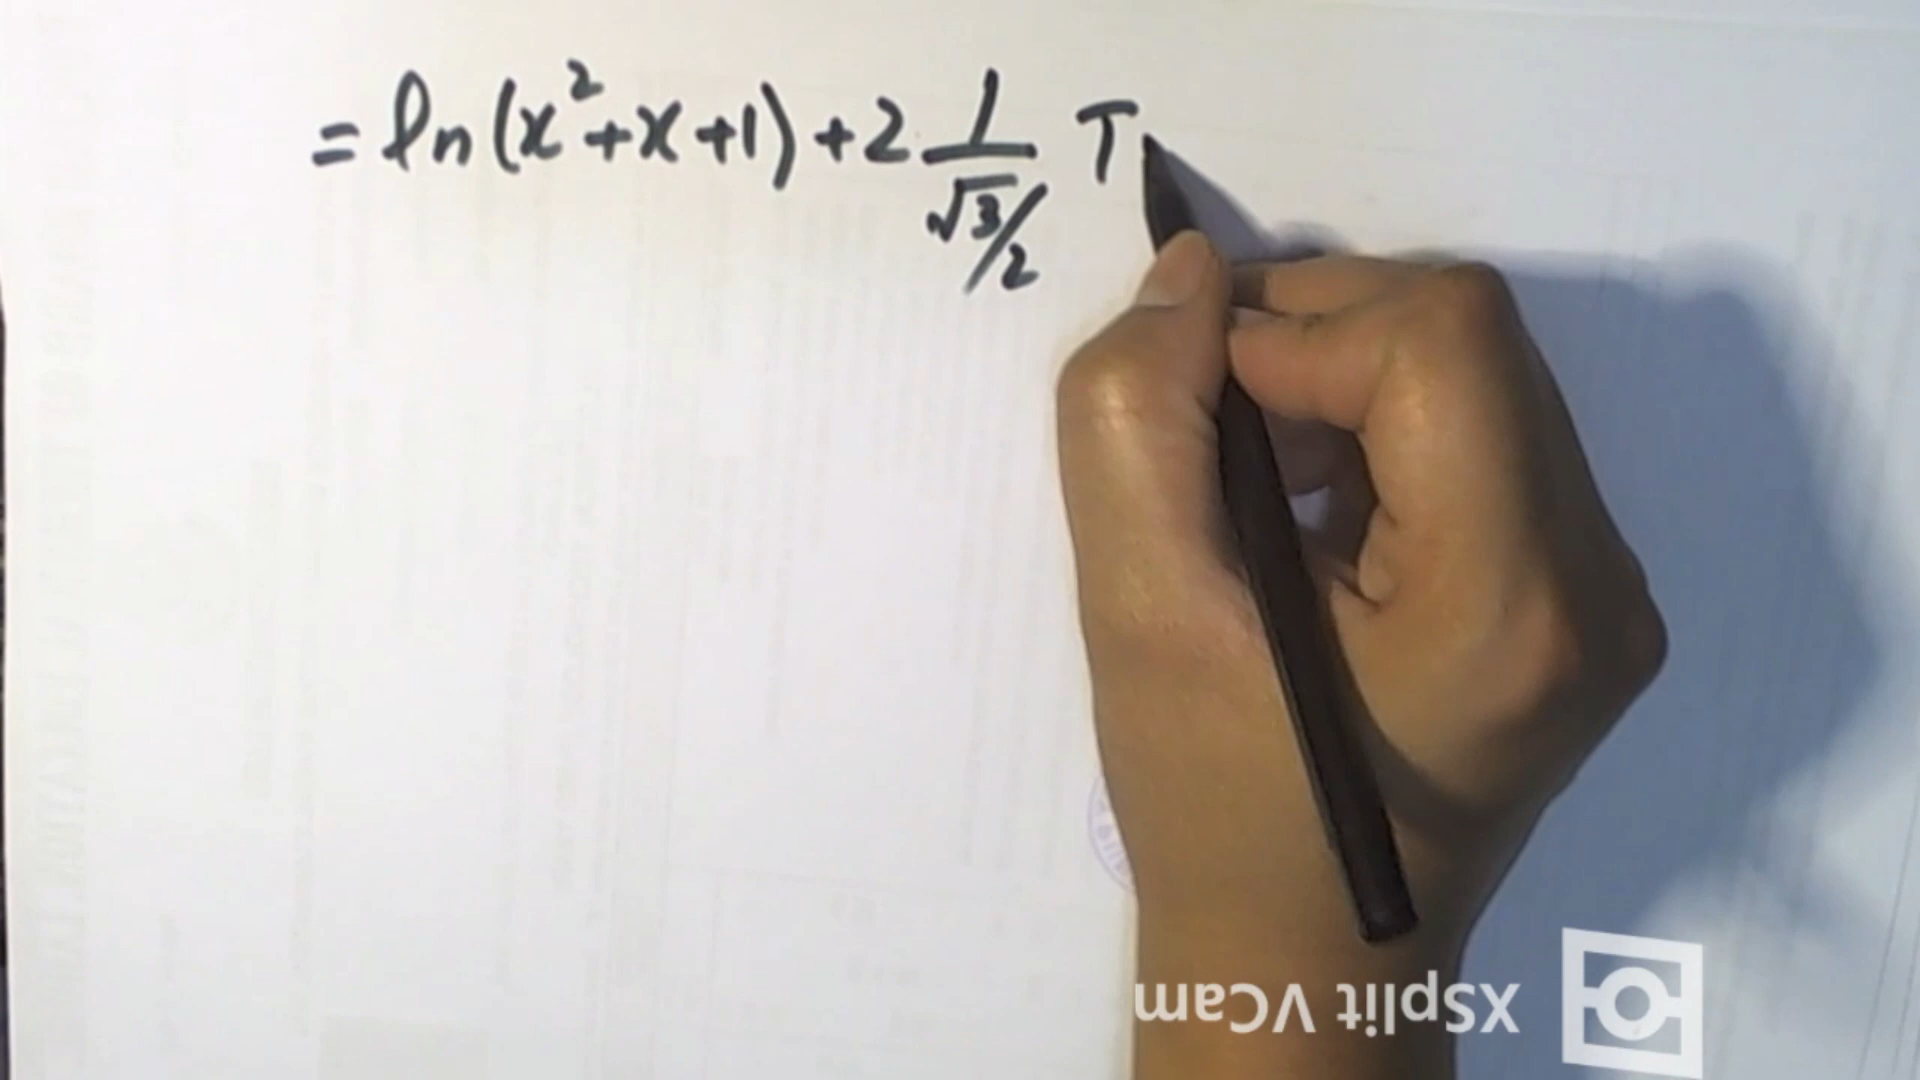 = ln(x²+x+1)+2 1/(√3/2) T
XSplit VCam